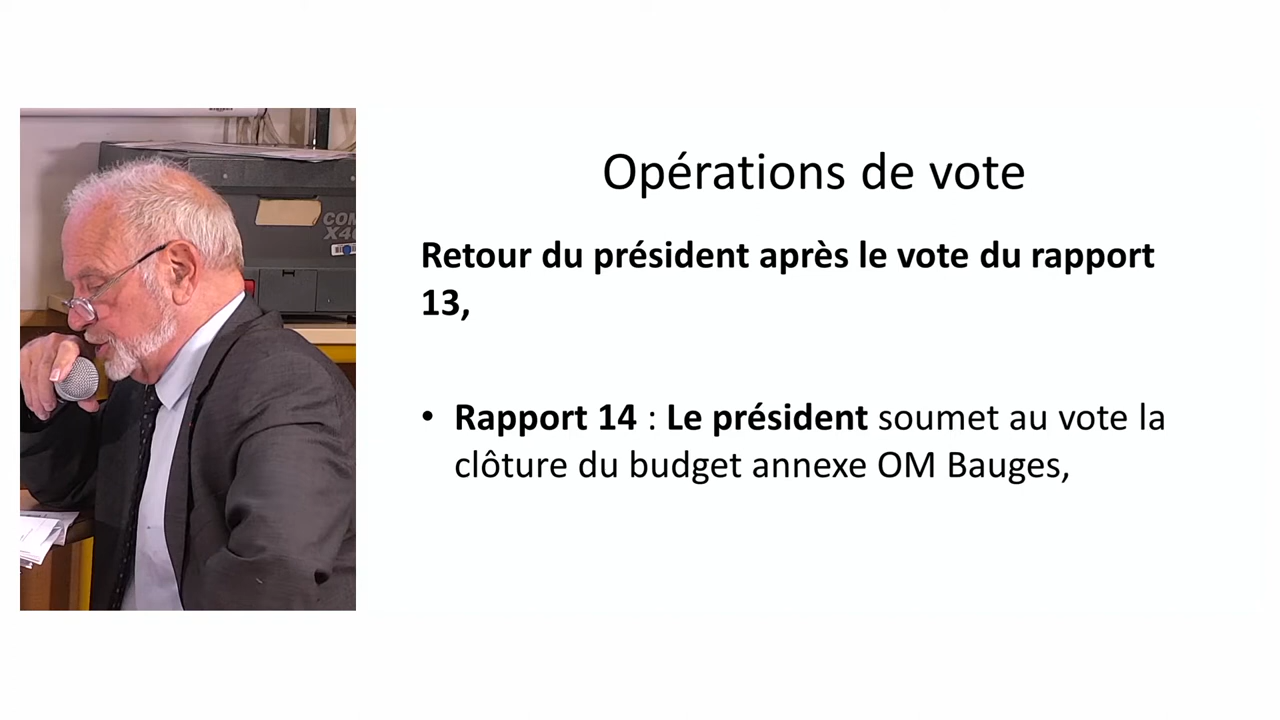 Opérations de vote
Retour du président après le vote du rapport
13,
• Rapport 14 : Le président soumet au vote la
clôture du budget annexe OM Bauges,